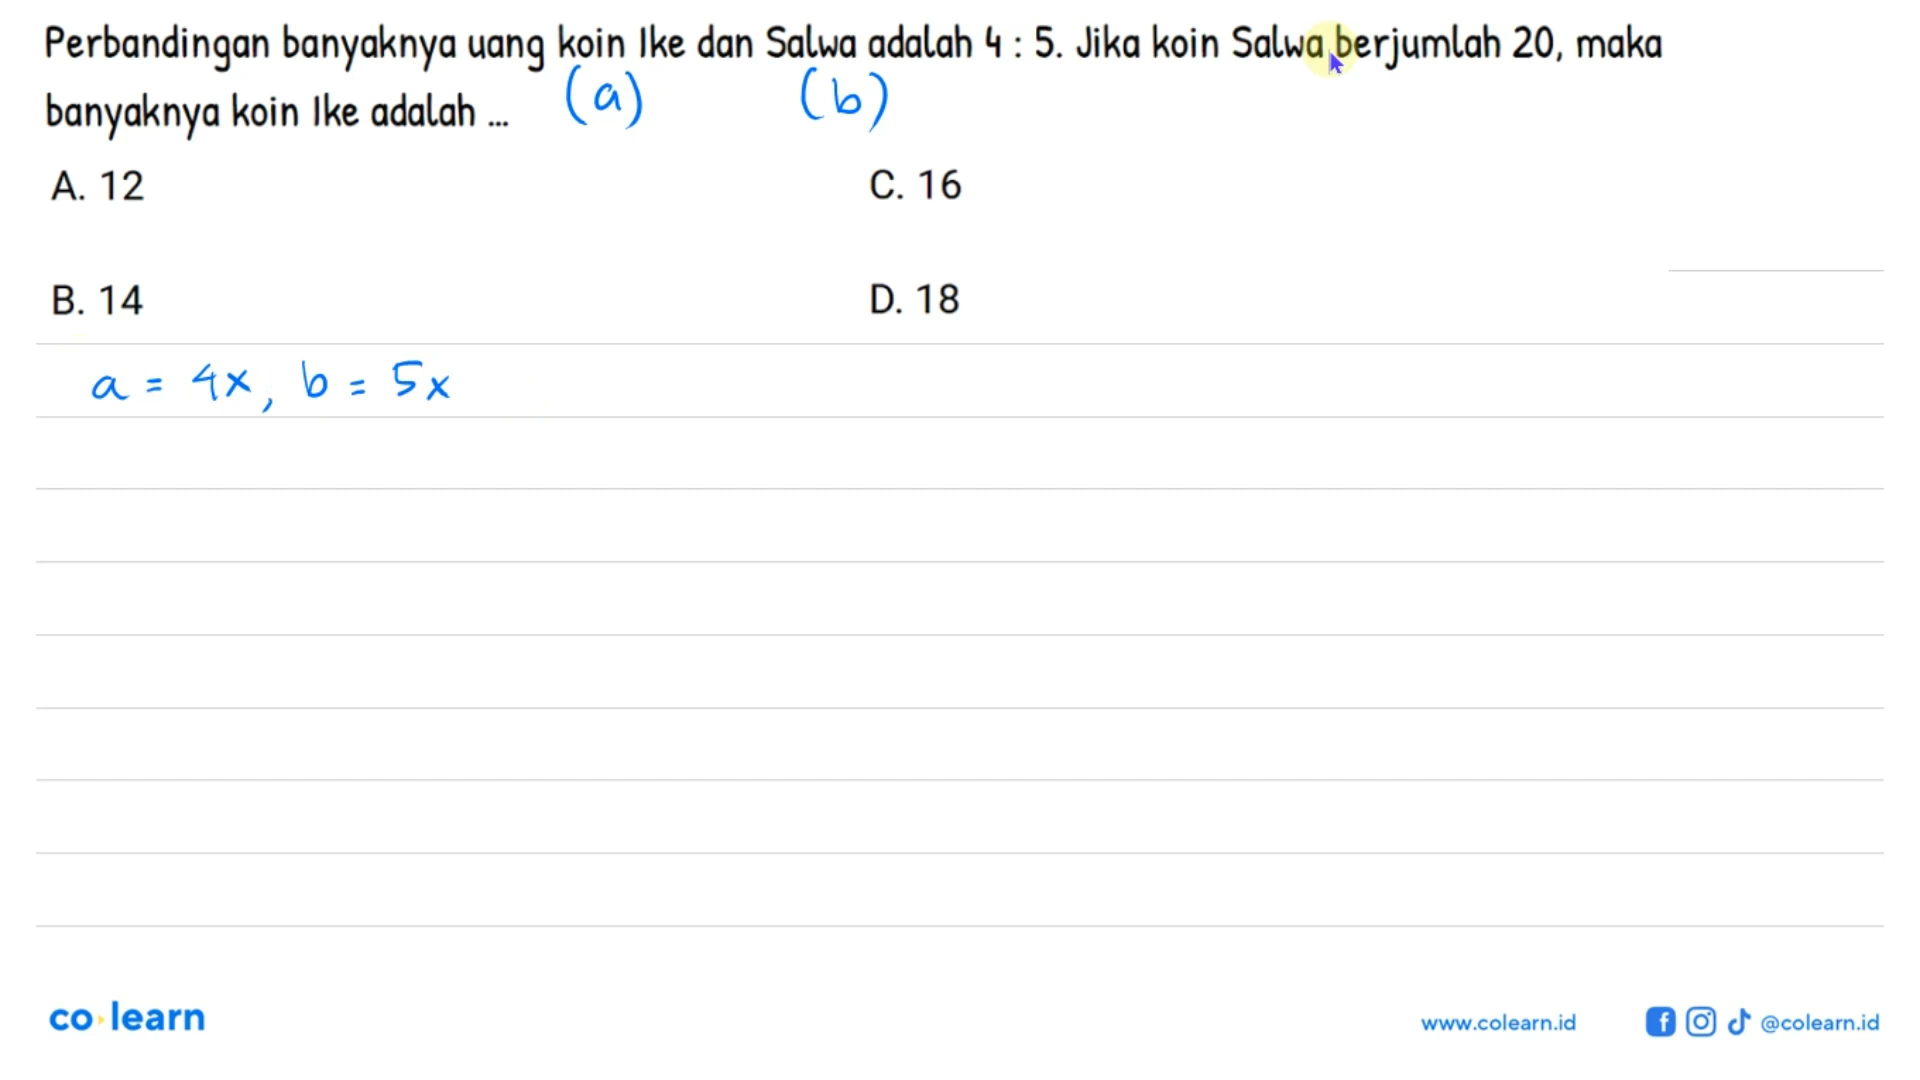 Perbandingan banyaknya uang koin Ike dan Salwa adalah 4 : 5. Jika koin Salwa berjumlah 20, maka
(a) (b)
banyaknya koin Ike adalah ...
A. 12
C. 16
B. 14
D. 18
a = 4x, b = 5x
co learn
www.colearn.id
@colearn.id